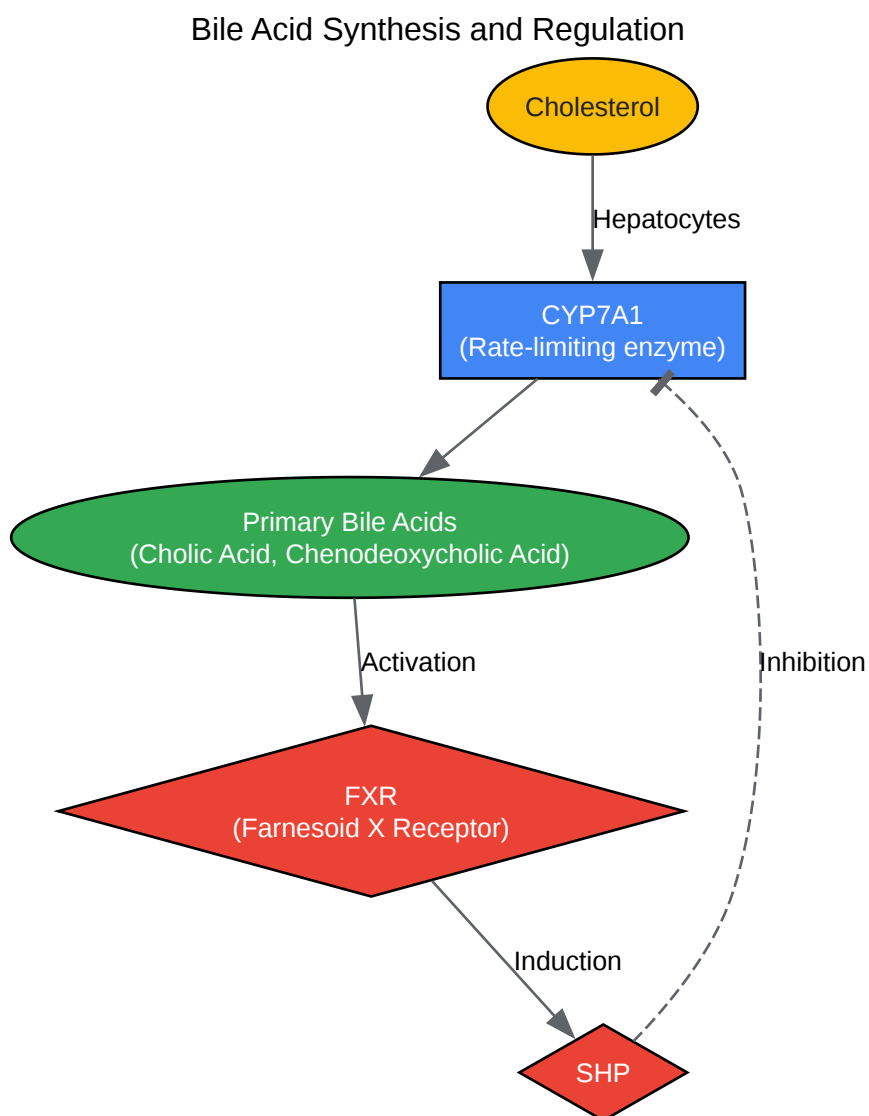 Bile Acid Synthesis and Regulation
Cholesterol
Hepatocytes
CYP7A1
(Rate-limiting enzyme)
Primary Bile Acids
(Cholic Acid, Chenodeoxycholic Acid)
Activation
Inhibition
FXR
(Farnesoid X Receptor)
Induction
SHP